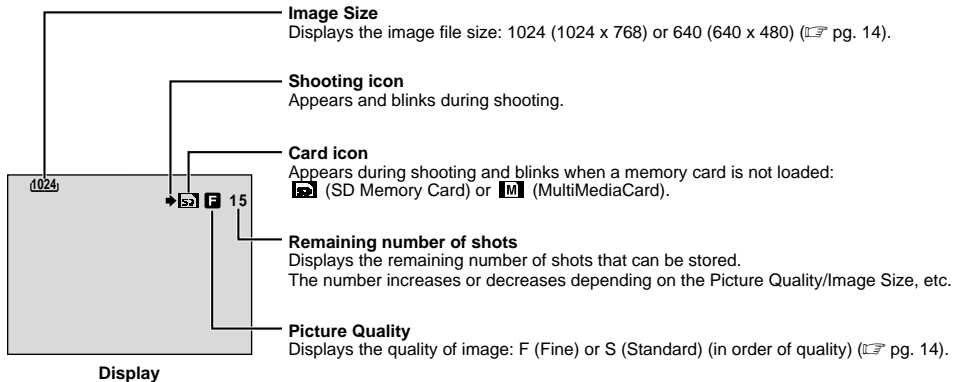 Image Size
Displays the image file size: 1024 (1024 x 768) or 640 (640 x 480) (☞ pg. 14).
Shooting icon
Appears and blinks during shooting.
Card icon
Appears during shooting and blinks when a memory card is not loaded:
SD (SD Memory Card) or M (MultiMediaCard).
1024
SD F 15
Remaining number of shots
Displays the remaining number of shots that can be stored.
The number increases or decreases depending on the Picture Quality/Image Size, etc.
Picture Quality
Displays the quality of image: F (Fine) or S (Standard) (in order of quality) (☞ pg. 14).
Display